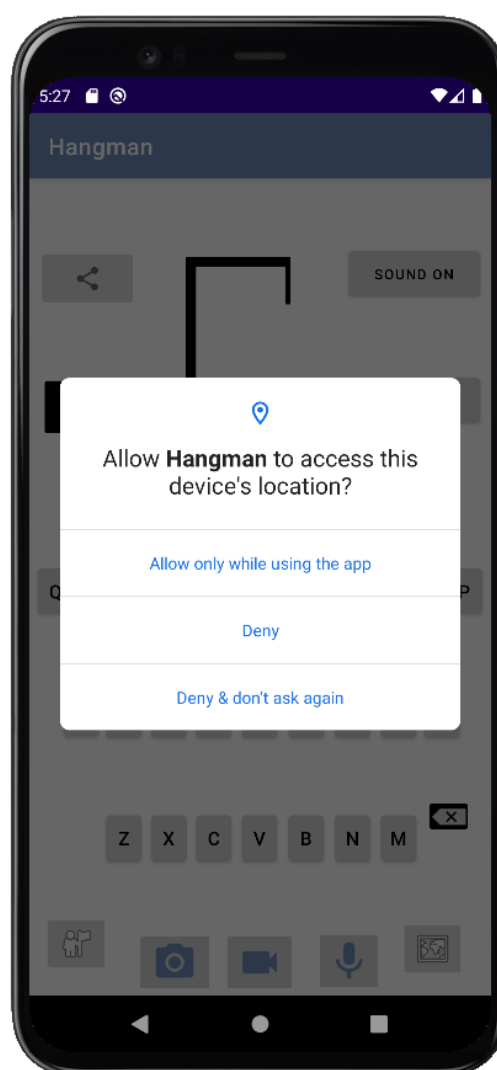 5:27
Hangman
SOUND ON
Allow Hangman to access this
device's location?
Allow only while using the app
Q
P
Deny
Deny & don't ask again
Z X C V B N M